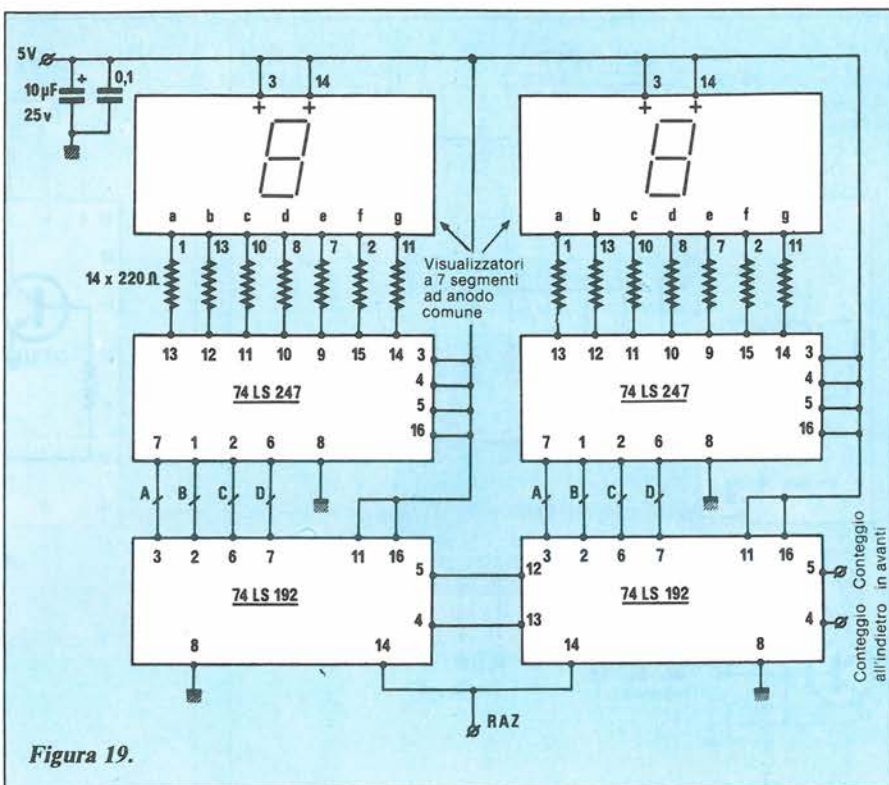 5V
+ 0,1
10 µF
25 v
3 14
+ +
a b c d e f g
1 13 10 8 7 2 11
14 x 220 Ω
13 12 11 10 9 15 14
3
4
5
16
74 LS 247
7 1 2 6 8
A B C D
3 2 6 7 11 16
5
4
74 LS 192
8 14
Visualizzatori
a 7 segmenti
ad anodo
comune
3 14
+ +
a b c d e f g
1 13 10 8 7 2 11
13 12 11 10 9 15 14
3
4
5
16
74 LS 247
7 1 2 6 8
A B C D
3 2 6 7 11 16
12
13
5
4
74 LS 192
14 8
Conteggio
all'indietro
Conteggio
in avanti
RAZ
Figura 19.